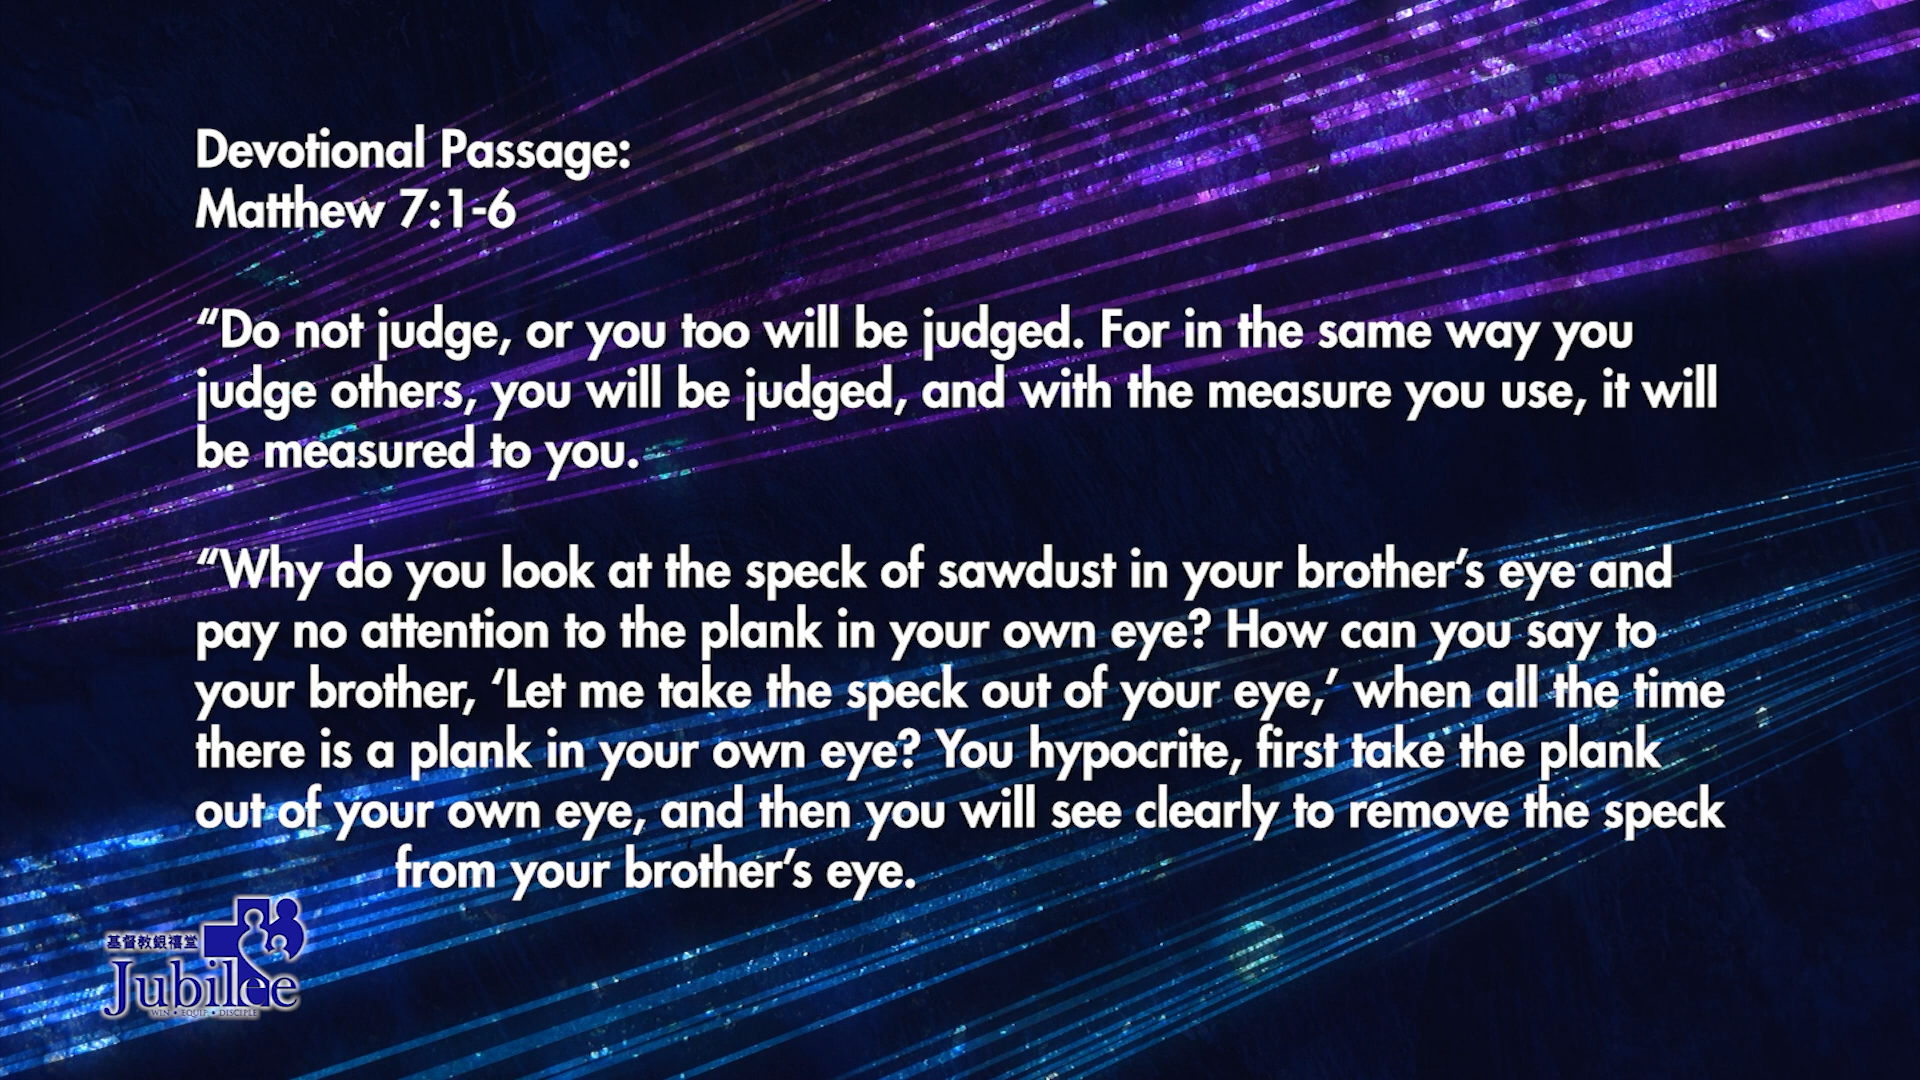 Devotional Passage:
Matthew 7:1-6
“Do not judge, or you too will be judged. For in the same way you
judge others, you will be judged, and with the measure you use, it will
be measured to you.
“Why do you look at the speck of sawdust in your brother’s eye and
pay no attention to the plank in your own eye? How can you say to
your brother, ‘Let me take the speck out of your eye,’ when all the time
there is a plank in your own eye? You hypocrite, first take the plank
out of your own eye, and then you will see clearly to remove the speck
from your brother’s eye.
基督教銀禧堂
Jubilee
WIN • EQUIP • DISCIPLE